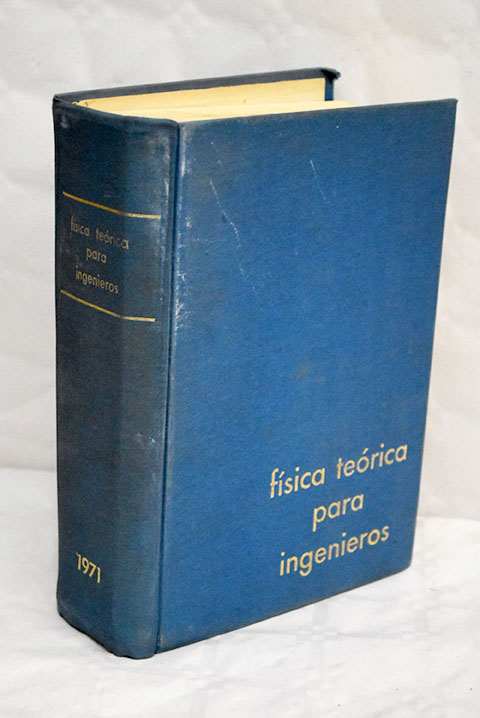 física teórica
para
ingenieros
1971
física teórica
para
ingenieros